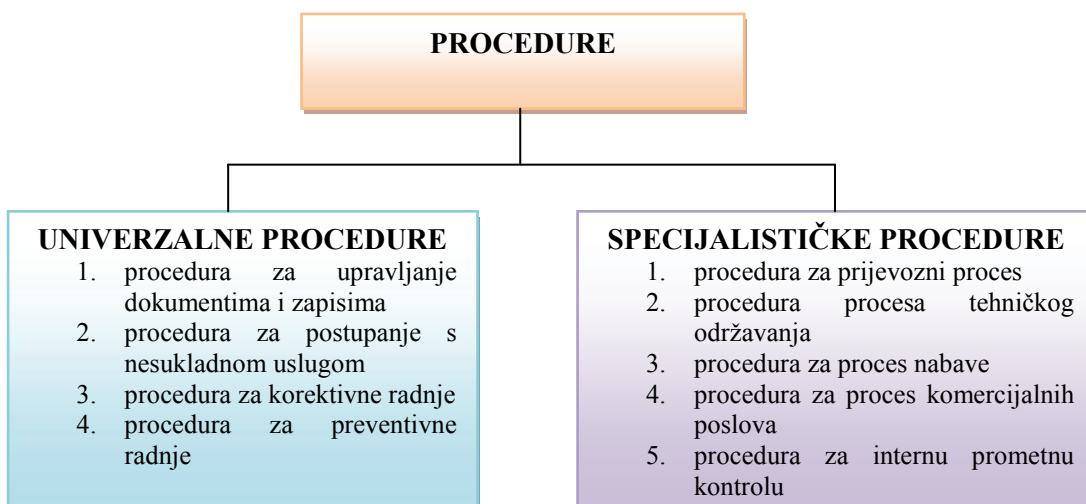 PROCEDURE
UNIVERZALNE PROCEDURE
1. procedura za upravljanje
dokumentima i zapisima
2. procedura za postupanje s
nesukladnom uslugom
3. procedura za korektivne radnje
4. procedura za preventivne
radnje
SPECIJALISTIČKE PROCEDURE
1. procedura za prijevozni proces
2. procedura procesa tehničkog
održavanja
3. procedura za proces nabave
4. procedura za proces komercijalnih
poslova
5. procedura za internu prometnu
kontrolu